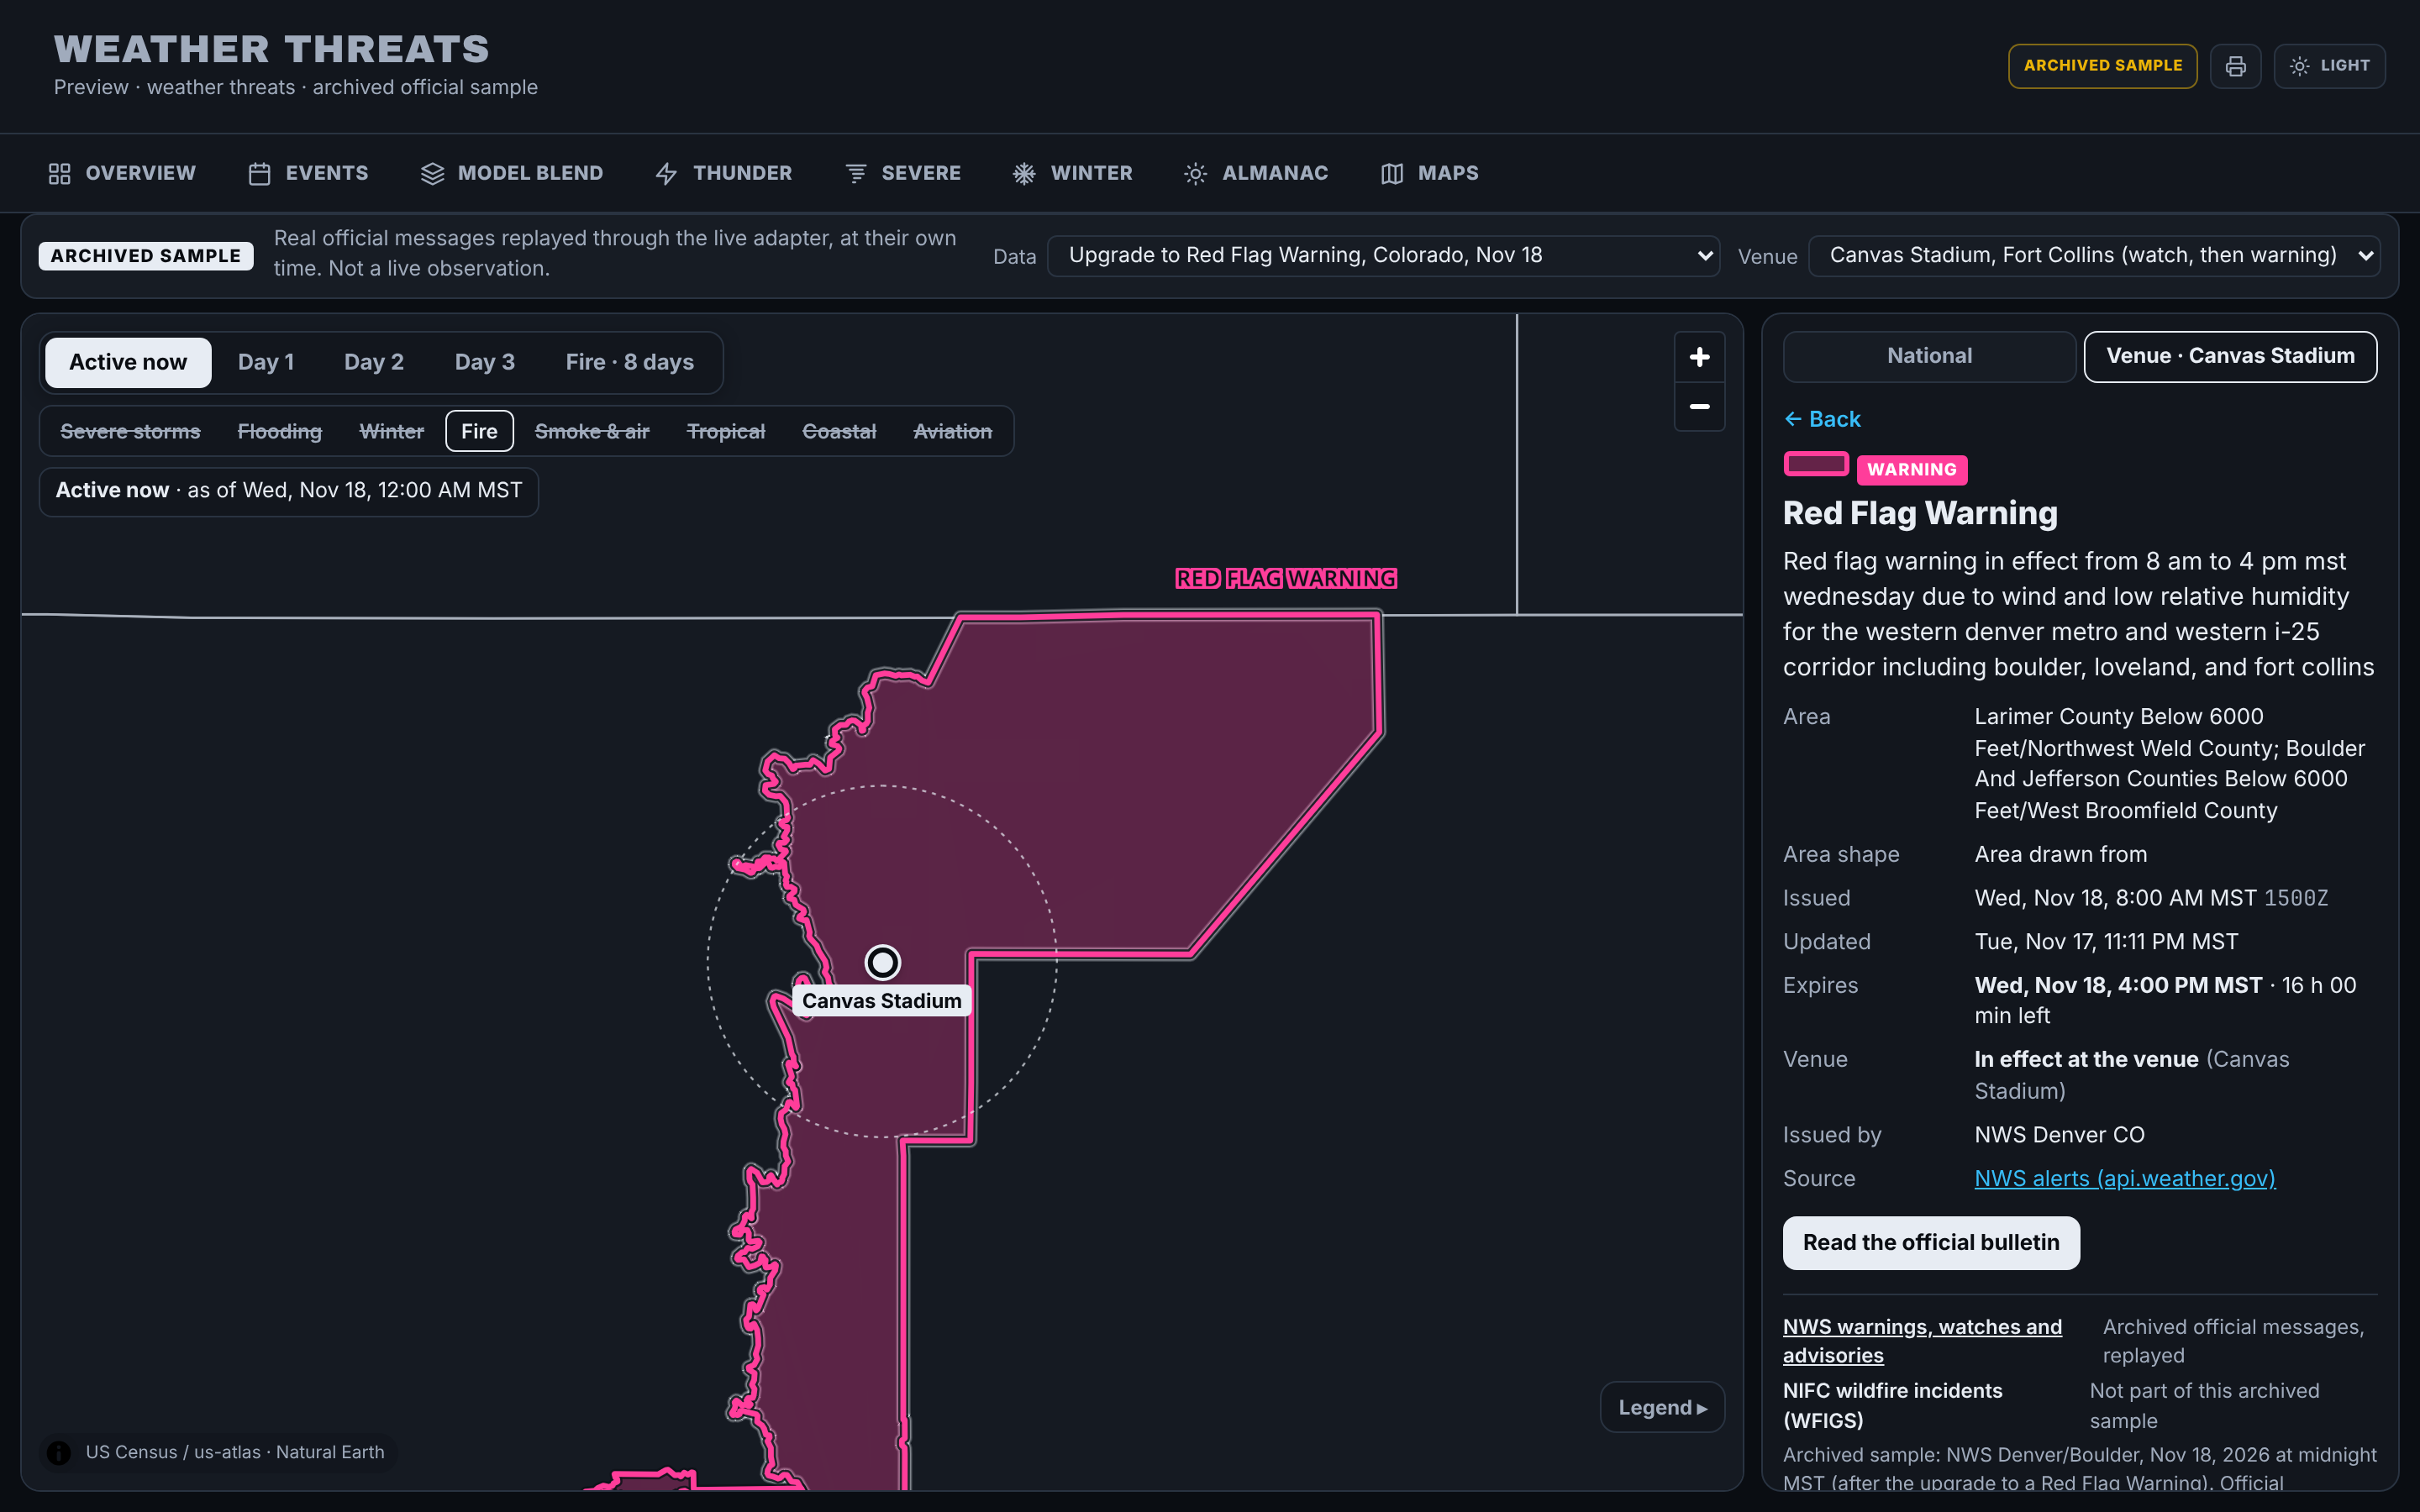 WEATHER THREATS
Preview · weather threats · archived official sample
ARCHIVED SAMPLE
LIGHT
OVERVIEW
EVENTS
MODEL BLEND
THUNDER
SEVERE
WINTER
ALMANAC
MAPS
ARCHIVED SAMPLE
Real official messages replayed through the live adapter, at their own
time. Not a live observation.
Data
Upgrade to Red Flag Warning, Colorado, Nov 18
Venue
Canvas Stadium, Fort Collins (watch, then warning)
Active now
Day 1
Day 2
Day 3
Fire · 8 days
Severe storms
Flooding
Winter
Fire
Smoke & air
Tropical
Coastal
Aviation
Active now · as of Wed, Nov 18, 12:00 AM MST
RED FLAG WARNING
Canvas Stadium
Legend ▸
US Census / us-atlas · Natural Earth
National
Venue · Canvas Stadium
← Back
WARNING
Red Flag Warning
Red flag warning in effect from 8 am to 4 pm mst
wednesday due to wind and low relative humidity
for the western denver metro and western i-25
corridor including boulder, loveland, and fort collins
Area
Larimer County Below 6000
Feet/Northwest Weld County; Boulder
And Jefferson Counties Below 6000
Feet/West Broomfield County
Area shape
Area drawn from
Issued
Wed, Nov 18, 8:00 AM MST 1500Z
Updated
Tue, Nov 17, 11:11 PM MST
Expires
Wed, Nov 18, 4:00 PM MST · 16 h 00
min left
Venue
In effect at the venue (Canvas
Stadium)
Issued by
NWS Denver CO
Source
NWS alerts (api.weather.gov)
Read the official bulletin
NWS warnings, watches and
advisories
Archived official messages,
replayed
NIFC wildfire incidents
(WFIGS)
Not part of this archived
sample
Archived sample: NWS Denver/Boulder, Nov 18, 2026 at midnight
MST (after the upgrade to a Red Flag Warning). Official